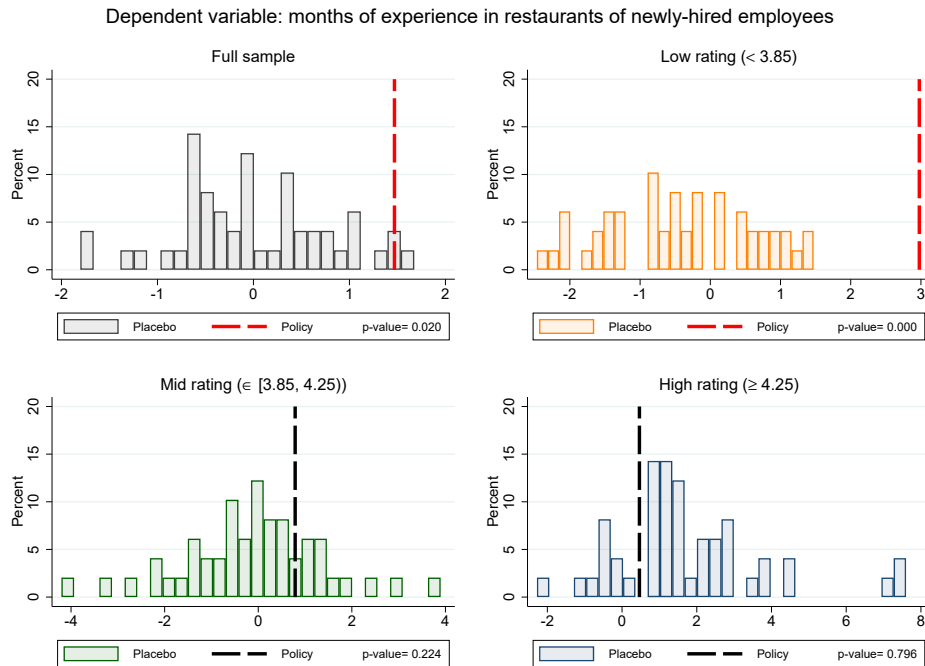 Dependent variable: months of experience in restaurants of newly-hired employees
Full sample
Percent
20
15
10
5
0
-2 -1 0 1 2
Placebo Policy p-value= 0.020
Low rating (< 3.85)
Percent
20
15
10
5
0
-2 -1 0 1 2 3
Placebo Policy p-value= 0.000
Mid rating (∈ [3.85, 4.25))
Percent
20
15
10
5
0
-4 -2 0 2 4
Placebo Policy p-value= 0.224
High rating (≥ 4.25)
Percent
20
15
10
5
0
-2 0 2 4 6 8
Placebo Policy p-value= 0.796